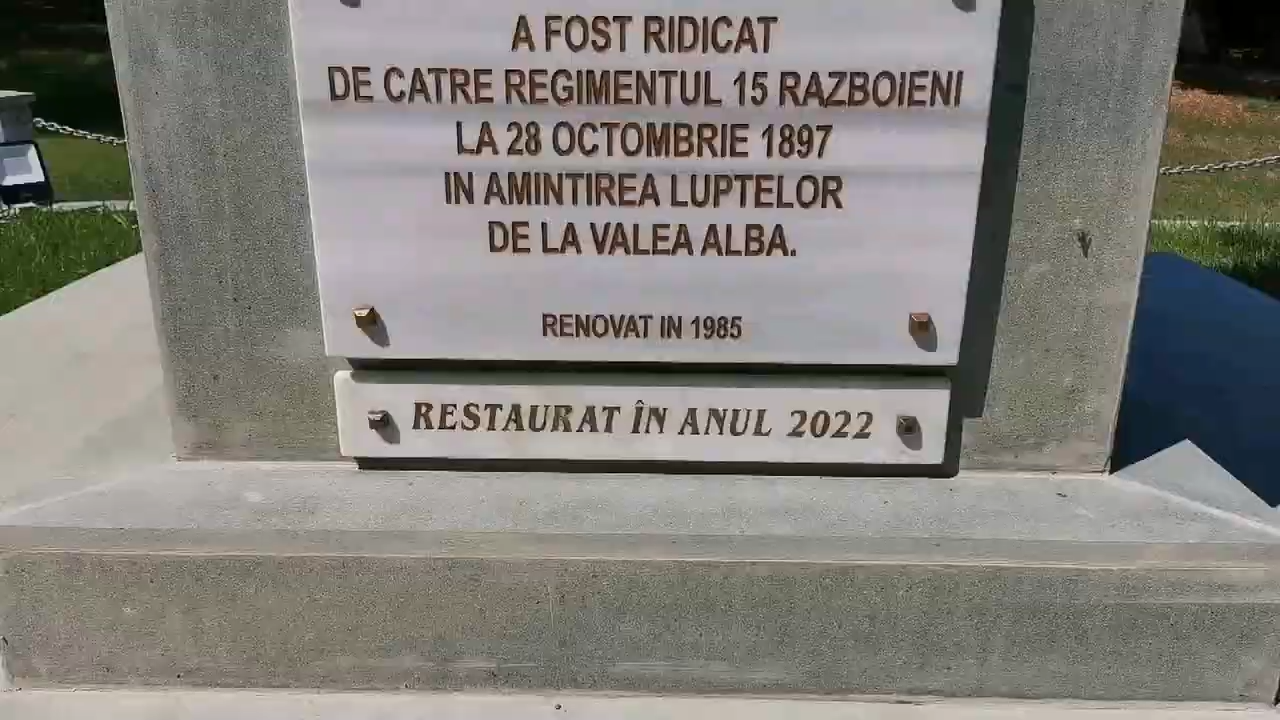 A FOST RIDICAT
DE CATRE REGIMENTUL 15 RAZBOIENI
LA 28 OCTOMBRIE 1897
IN AMINTIREA LUPTELOR
DE LA VALEA ALBA.
RENOVAT IN 1985
RESTAURAT ÎN ANUL 2022